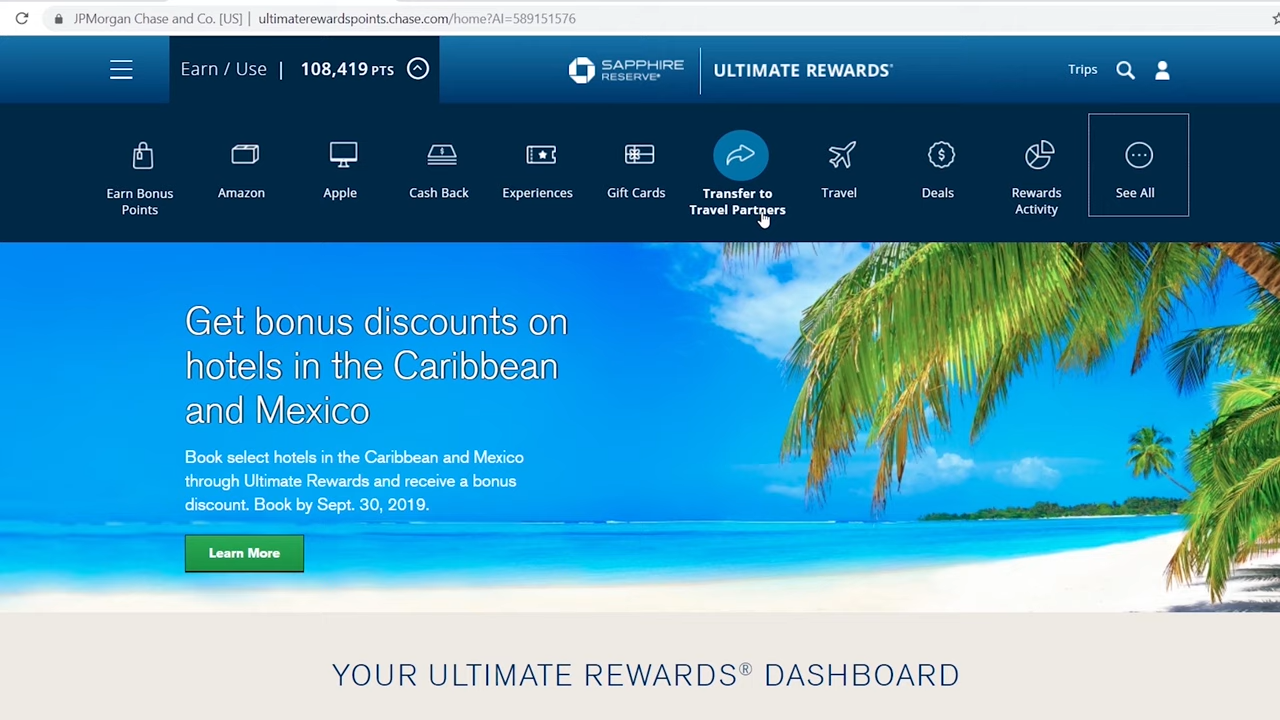 JPMorgan Chase and Co. [US] | ultimaterewardspoints.chase.com/home?AI=589151576
Earn / Use | 108,419 PTS
SAPPHIRE
RESERVE®
ULTIMATE REWARDS®
Trips
Earn Bonus
Points
Amazon
Apple
Cash Back
Experiences
Gift Cards
Transfer to
Travel Partners
Travel
Deals
Rewards
Activity
See All
Get bonus discounts on
hotels in the Caribbean
and Mexico
Book select hotels in the Caribbean and Mexico
through Ultimate Rewards and receive a bonus
discount. Book by Sept. 30, 2019.
Learn More
YOUR ULTIMATE REWARDS® DASHBOARD